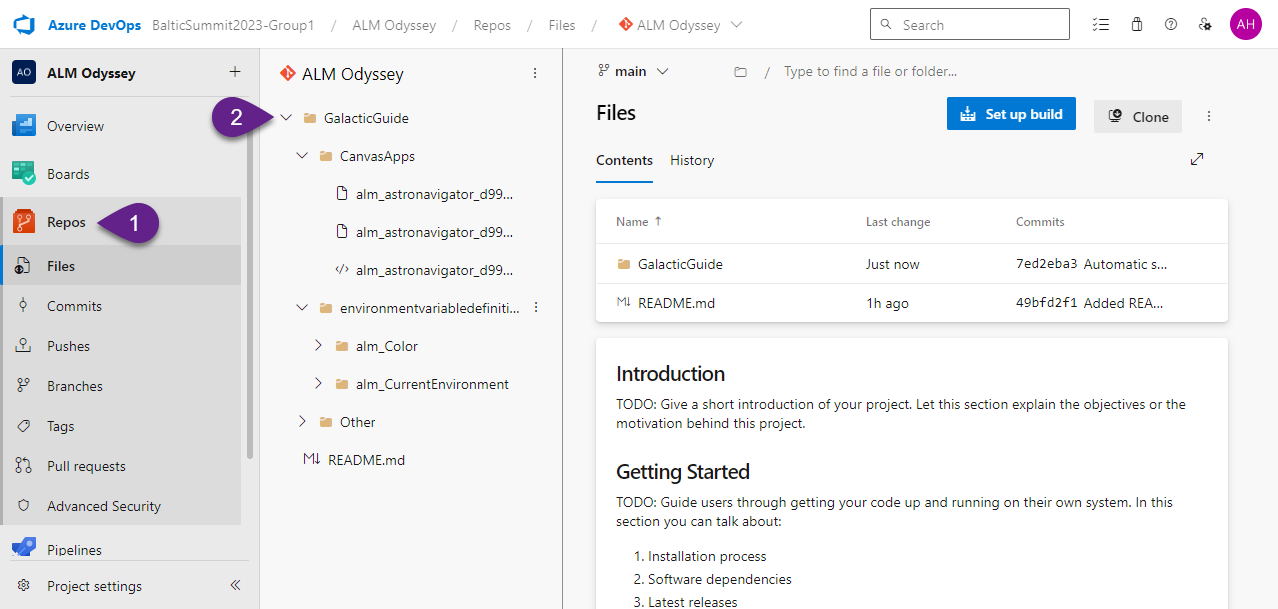 Azure DevOps BalticSummit2023-Group1 / ALM Odyssey / Repos / Files / ALM Odyssey
Search
AH
AO ALM Odyssey +
Overview
Boards
Repos
1
Files
Commits
Pushes
Branches
Tags
Pull requests
Advanced Security
Pipelines
Project settings
ALM Odyssey
2
GalacticGuide
CanvasApps
alm_astronavigator_d99...
alm_astronavigator_d99...
alm_astronavigator_d99...
environmentvariabledefiniti...
alm_Color
alm_CurrentEnvironment
Other
M↓ README.md
main
/ Type to find a file or folder...
Files
Set up build
Clone
Contents History
Name ↑ Last change Commits
GalacticGuide Just now 7ed2eba3 Automatic s...
M↓ README.md 1h ago 49bfd2f1 Added REA...
Introduction
TODO: Give a short introduction of your project. Let this section explain the objectives or the
motivation behind this project.
Getting Started
TODO: Guide users through getting your code up and running on their own system. In this
section you can talk about:
1. Installation process
2. Software dependencies
3. Latest releases